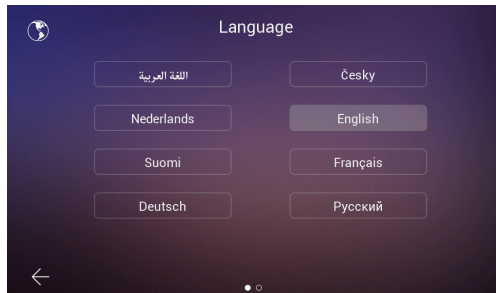 Language
اللغة العربية
Česky
Nederlands
English
Suomi
Français
Deutsch
Русский